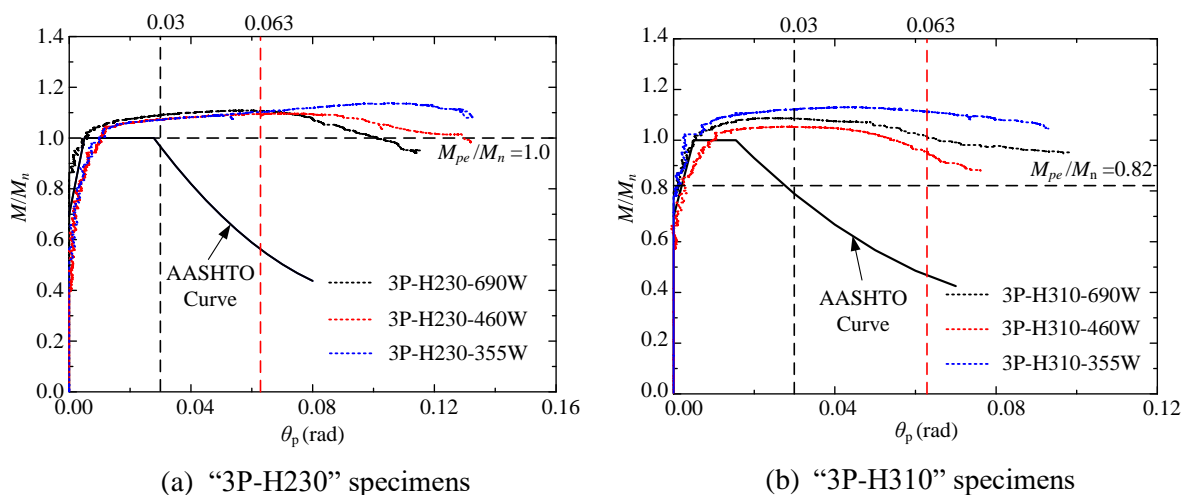 0.03 0.063
1.4
1.2
1.0
0.8
0.6
0.4
0.2
0.0
M/Mn
Mpe/Mn =1.0
AASHTO
Curve
3P-H230-690W
3P-H230-460W
3P-H230-355W
0.00 0.04 0.08 0.12 0.16
θp (rad)
(a) “3P-H230” specimens
0.03 0.063
1.4
1.2
1.0
0.8
0.6
0.4
0.2
0.0
M/Mn
Mpe/Mn =0.82
AASHTO
Curve
3P-H310-690W
3P-H310-460W
3P-H310-355W
0.00 0.04 0.08 0.12
θp (rad)
(b) “3P-H310” specimens